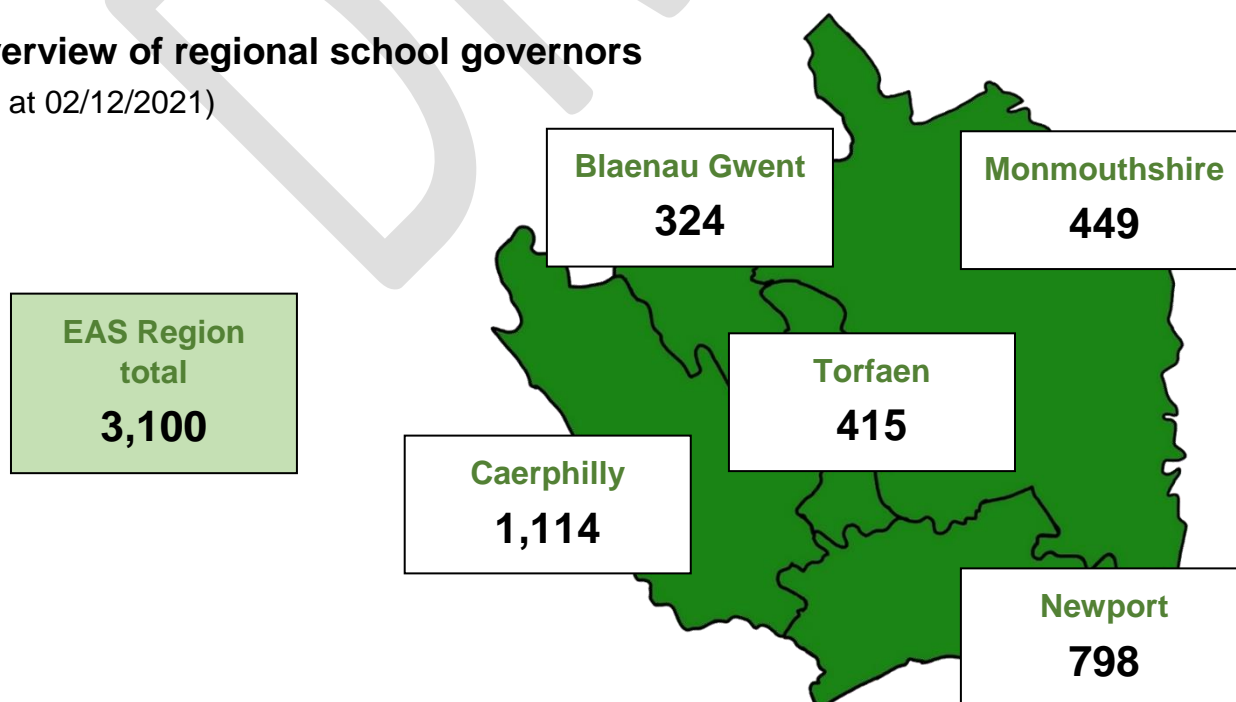 verview of regional school governors
at 02/12/2021)
Blaenau Gwent
324
Monmouthshire
449
EAS Region
total
3,100
Torfaen
415
Caerphilly
1,114
Newport
798